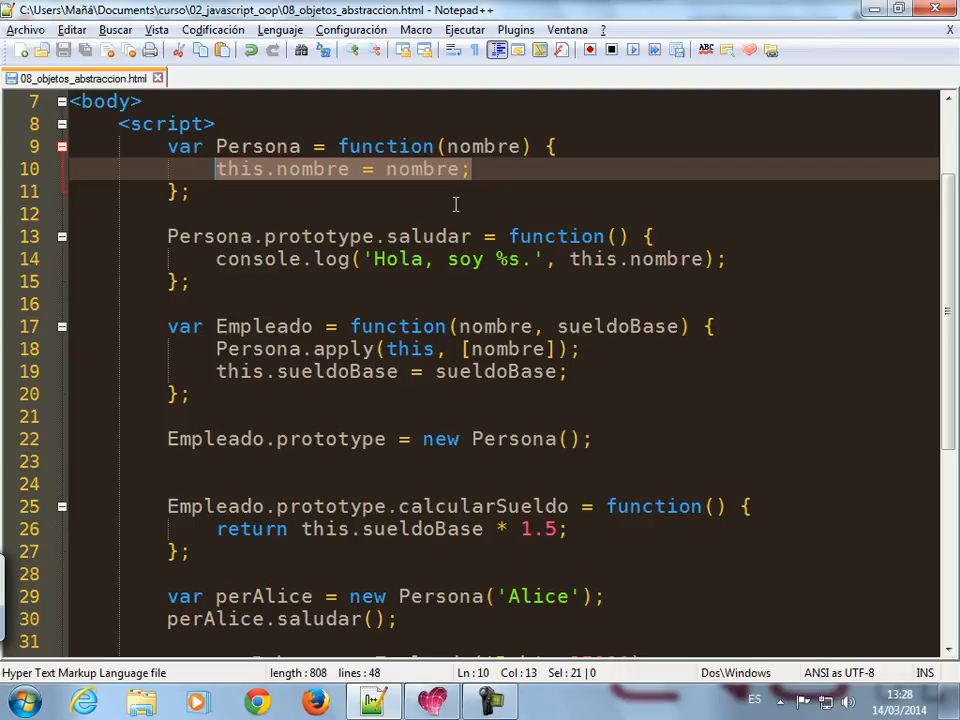 C:\Users\Mañá\Documents\curso\02_javascript_oop\08_objetos_abstraccion.html - Notepad++
Archivo Editar Buscar Vista Codificación Lenguaje Configuración Macro Ejecutar Plugins Ventana ? X
08_objetos_abstraccion.html
7 <body>
8 <script>
9 var Persona = function(nombre) {
10 this.nombre = nombre;
11 };
12
13 Persona.prototype.saludar = function() {
14 console.log('Hola, soy %s.', this.nombre);
15 };
16
17 var Empleado = function(nombre, sueldoBase) {
18 Persona.apply(this, [nombre]);
19 this.sueldoBase = sueldoBase;
20 };
21
22 Empleado.prototype = new Persona();
23
24
25 Empleado.prototype.calcularSueldo = function() {
26 return this.sueldoBase * 1.5;
27 };
28
29 var perAlice = new Persona('Alice');
30 perAlice.saludar();
31
Hyper Text Markup Language file length : 808 lines : 48 Ln : 10 Col : 13 Sel : 21 | 0 Dos\Windows ANSI as UTF-8 INS
ES 13:28
14/03/2014